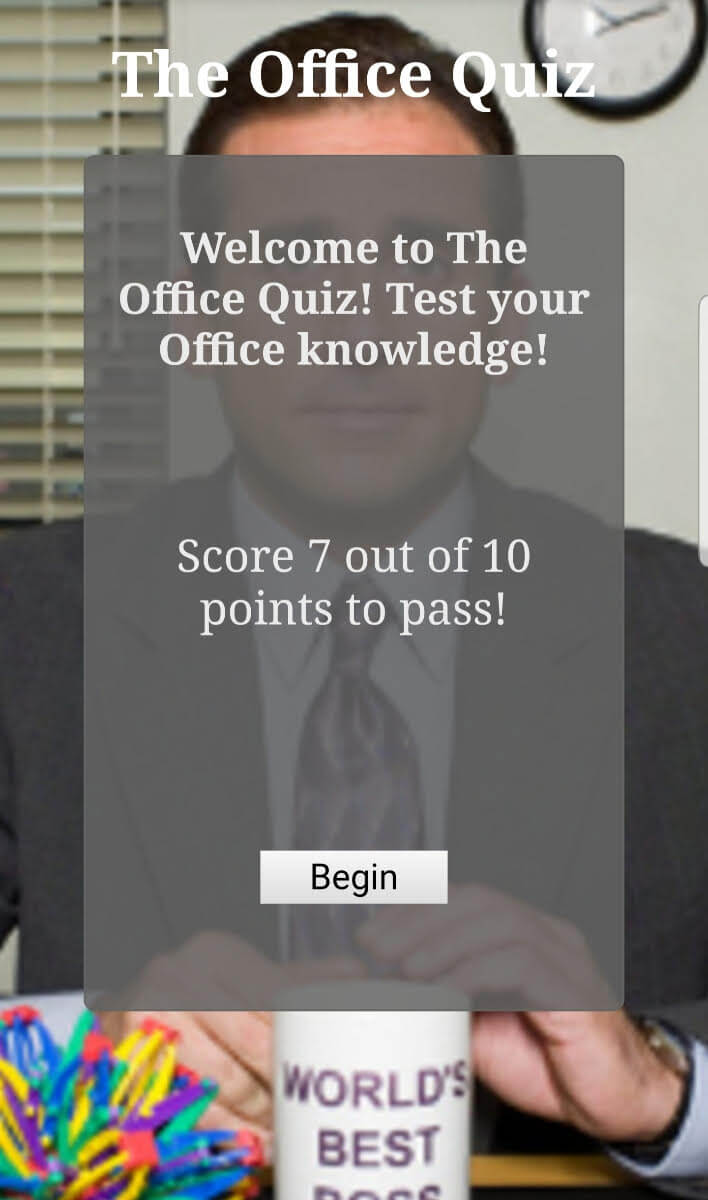 The Office Quiz
Welcome to The
Office Quiz! Test your
Office knowledge!
Score 7 out of 10
points to pass!
Begin
WORLD'S
BEST
BOSS